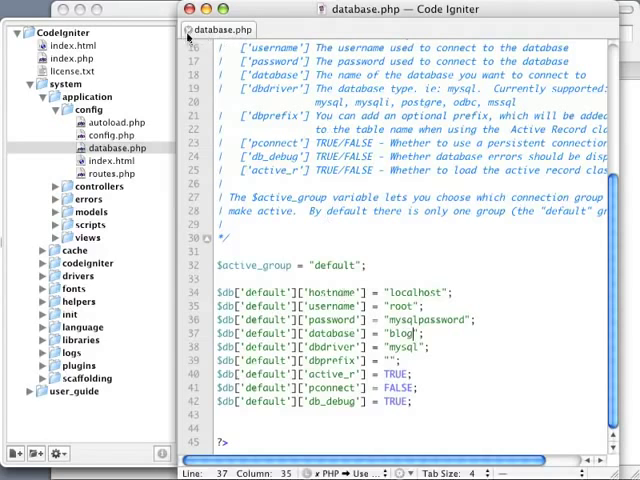 database.php — Code Igniter
CodeIgniter
index.html
index.php
license.txt
system
application
config
autoload.php
config.php
database.php
index.html
routes.php
controllers
errors
models
scripts
views
cache
codeigniter
drivers
fonts
helpers
init
language
libraries
logs
plugins
scaffolding
user_guide
database.php
16 | ['username'] The username used to connect to the database
17 | ['password'] The password used to connect to the database
18 | ['database'] The name of the database you want to connect to
19 | ['dbdriver'] The database type. ie: mysql. Currently supported:
20 | mysql, mysqli, postgre, odbc, mssql
21 | ['dbprefix'] You can add an optional prefix, which will be added
22 | to the table name when using the Active Record cla
23 | ['pconnect'] TRUE/FALSE - Whether to use a persistent connection
24 | ['db_debug'] TRUE/FALSE - Whether database errors should be disp
25 | ['active_r'] TRUE/FALSE - Whether to load the active record clas
26 |
27 | The $active_group variable lets you choose which connection group
28 | make active. By default there is only one group (the "default" gr
29 |
30 */
31
32 $active_group = "default";
33
34 $db['default']['hostname'] = "localhost";
35 $db['default']['username'] = "root";
36 $db['default']['password'] = "mysqlpassword";
37 $db['default']['database'] = "blog";
38 $db['default']['dbdriver'] = "mysql";
39 $db['default']['dbprefix'] = "";
40 $db['default']['active_r'] = TRUE;
41 $db['default']['pconnect'] = FALSE;
42 $db['default']['db_debug'] = TRUE;
43
44
45 ?>
Line: 37 Column: 35 PHP → Use ... Tab Size: 4 —